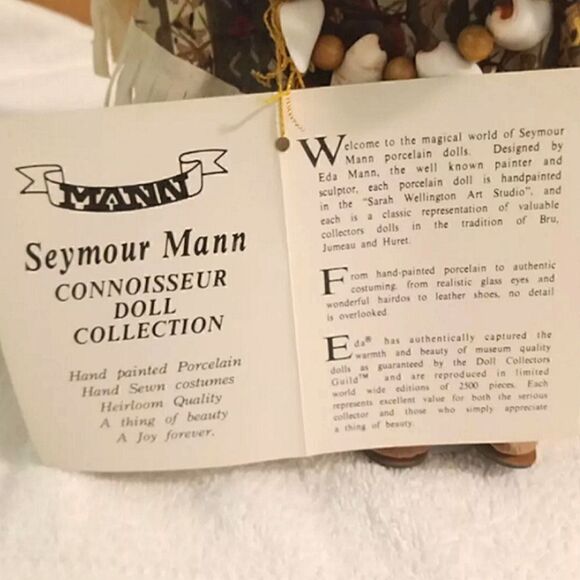 MANN
Seymour Mann
CONNOISSEUR
DOLL
COLLECTION
Hand painted Porcelain
Hand Sewn costumes
Heirloom Quality
A thing of beauty
A Joy forever.
Welcome to the magical world of Seymour
Mann porcelain dolls. Designed by
Eda Mann, the well known painter and
sculptor, each porcelain doll is handpainted
in the "Sarah Wellington Art Studio", and
each is a classic representation of valuable
collectors dolls in the tradition of Bru,
Jumeau and Huret.
From hand-painted porcelain to authentic
costuming, from realistic glass eyes and
wonderful hairdos to leather shoes, no detail
is overlooked.
Eda® has authentically captured the
warmth and beauty of museum quality
dolls as guaranteed by the Doll Collectors
Guild™ and are reproduced in limited
world wide editions of 2500 pieces. Each
represents excellent value for both the serious
collector and those who simply appreciate
a thing of beauty.